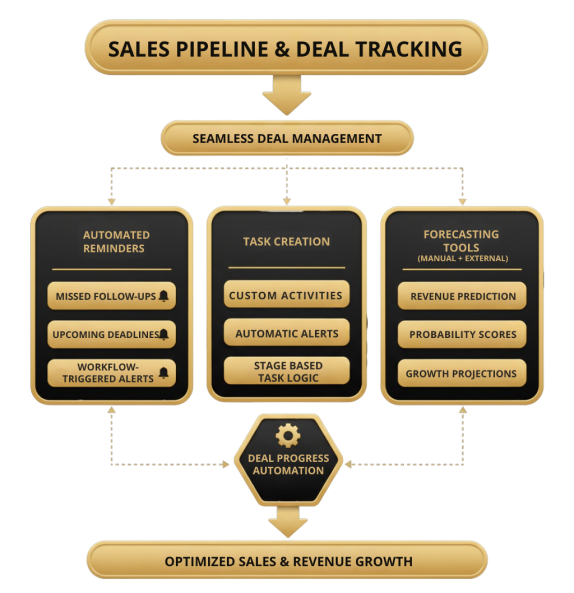 SALES PIPELINE & DEAL TRACKING
SEAMLESS DEAL MANAGEMENT
AUTOMATED
REMINDERS
MISSED FOLLOW-UPS
UPCOMING DEADLINES
WORKFLOW-
TRIGGERED ALERTS
TASK CREATION
CUSTOM ACTIVITIES
AUTOMATIC ALERTS
STAGE BASED
TASK LOGIC
FORECASTING
TOOLS
(MANUAL + EXTERNAL)
REVENUE PREDICTION
PROBABILITY SCORES
GROWTH PROJECTIONS
DEAL PROGRESS
AUTOMATION
OPTIMIZED SALES & REVENUE GROWTH